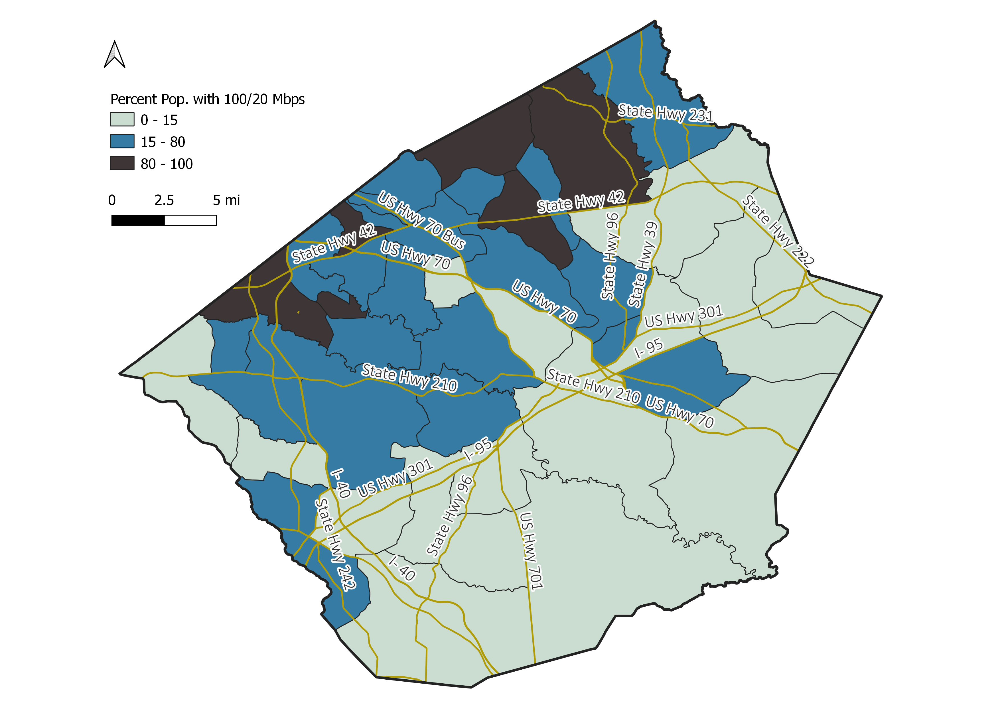 Percent Pop. with 100/20 Mbps
0 - 15
15 - 80
80 - 100
0 2.5 5 mi
State Hwy 231
State Hwy 42
US Hwy 70 Bus
State Hwy 42
US Hwy 70
State Hwy 96
State Hwy 39
State Hwy 222
US Hwy 70
US Hwy 301
I- 95
State Hwy 210
State Hwy 210
US Hwy 70
I- 95
US Hwy 301
I- 40
State Hwy 96
State Hwy 242
US Hwy 701
I- 40